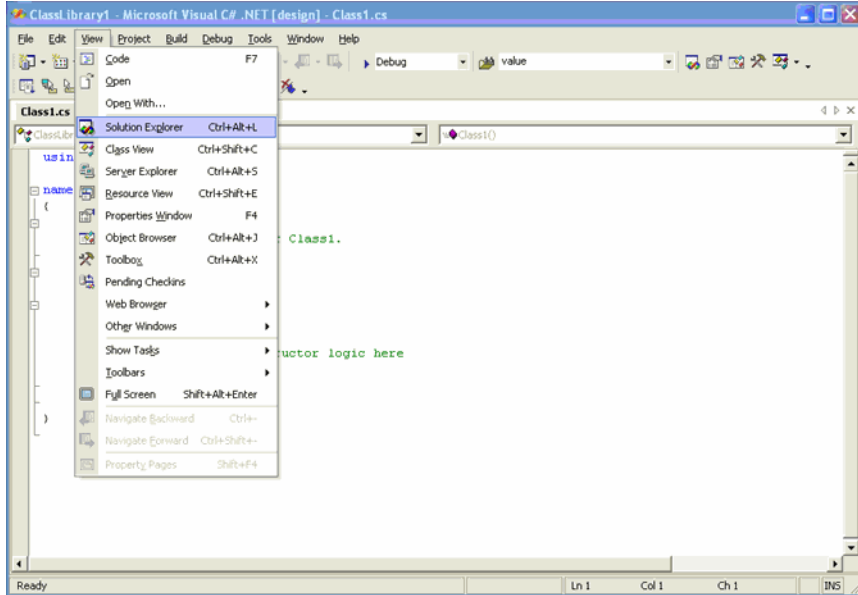 ClassLibrary1 - Microsoft Visual C# .NET [design] - Class1.cs
File Edit View Project Build Debug Tools Window Help
Debug value
Class1.cs
ClassLibr Class1()
Code F7
Open
Open With...
Solution Explorer Ctrl+Alt+L
Class View Ctrl+Shift+C
Server Explorer Ctrl+Alt+S
Resource View Ctrl+Shift+E
Properties Window F4
Object Browser Ctrl+Alt+J
Toolbox Ctrl+Alt+X
Pending Checkins
Web Browser
Other Windows
Show Tasks
Toolbars
Full Screen Shift+Alt+Enter
Navigate Backward Ctrl+-
Navigate Forward Ctrl+Shift+-
Property Pages Shift+F4
usin
name
{
r Class1.
uctor logic here
}
Ready Ln 1 Col 1 Ch 1 INS